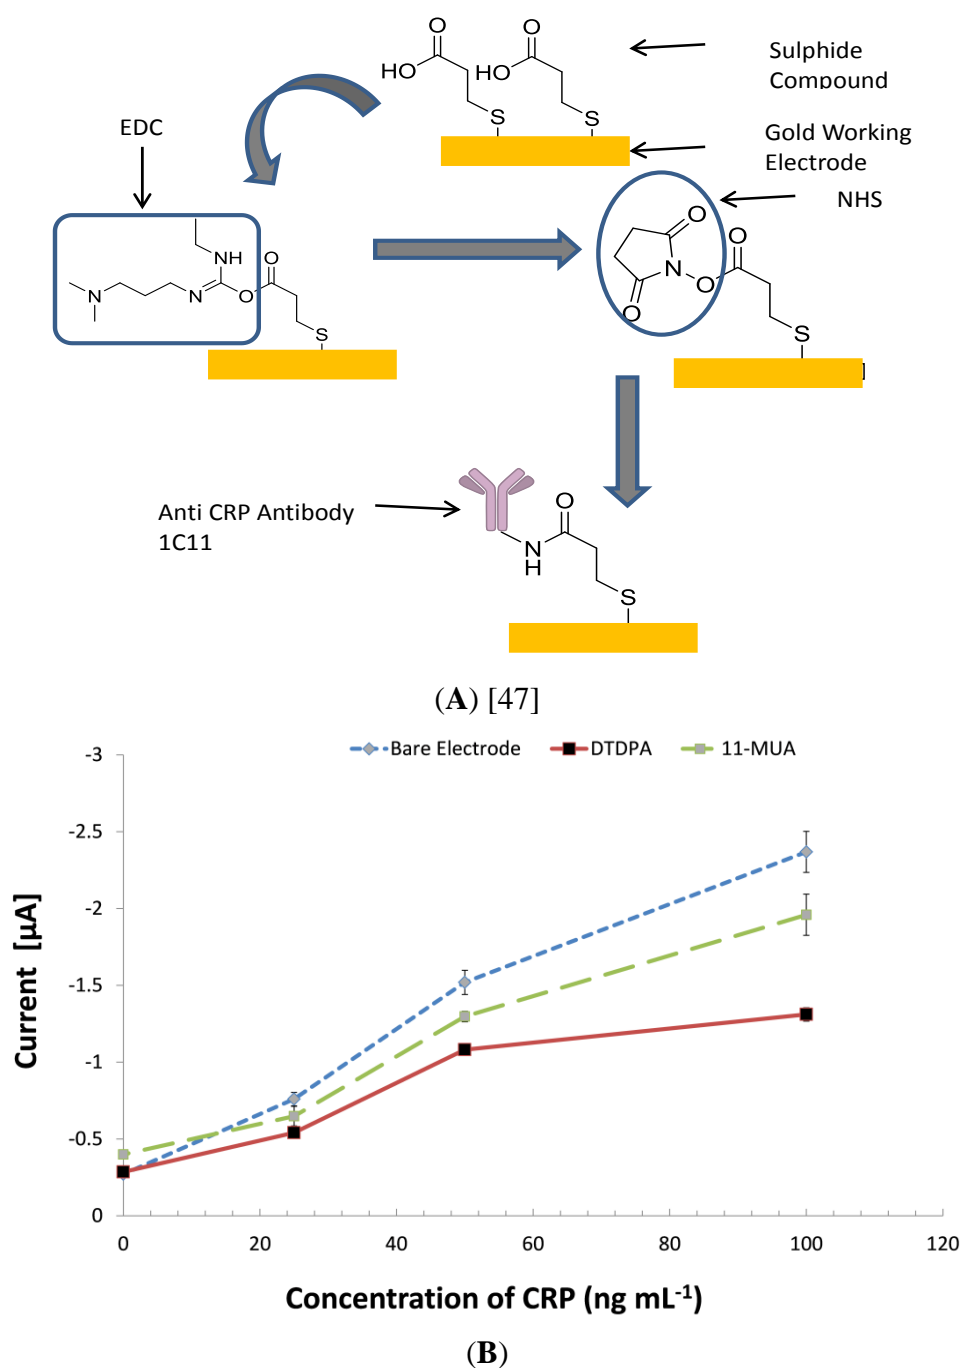 O
O
HO
HO
S
S
Sulphide
Compound
Gold Working
Electrode
NHS
EDC
NH
O
N
N
O
S
O
N
O
O
O
S
Anti CRP Antibody
1C11
O
N
H
S
(A) [47]
Bare Electrode DTDPA 11-MUA
-3
-2.5
-2
-1.5
-1
-0.5
0
Current [µA]
0 20 40 60 80 100 120
Concentration of CRP (ng mL-1)
(B)